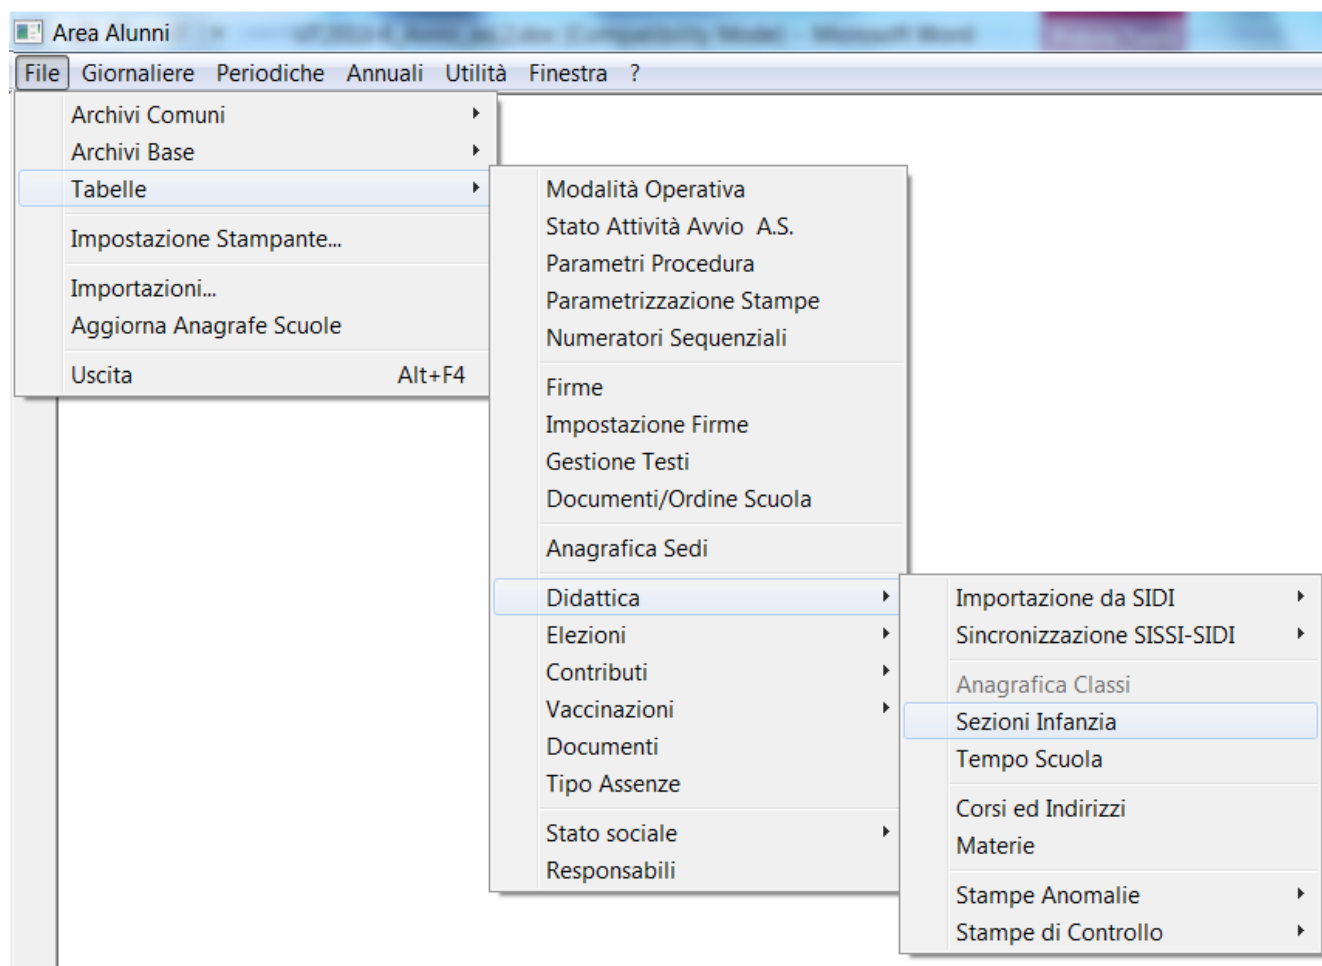 Area Alunni
File Giornaliere Periodiche Annuali Utilità Finestra ?
Archivi Comuni
Archivi Base
Tabelle
Impostazione Stampante...
Importazioni...
Aggiorna Anagrafe Scuole
Uscita Alt+F4
Modalità Operativa
Stato Attività Avvio A.S.
Parametri Procedura
Parametrizzazione Stampe
Numeratori Sequenziali
Firme
Impostazione Firme
Gestione Testi
Documenti/Ordine Scuola
Anagrafica Sedi
Didattica
Elezioni
Contributi
Vaccinazioni
Documenti
Tipo Assenze
Stato sociale
Responsabili
Importazione da SIDI
Sincronizzazione SISSI-SIDI
Anagrafica Classi
Sezioni Infanzia
Tempo Scuola
Corsi ed Indirizzi
Materie
Stampe Anomalie
Stampe di Controllo